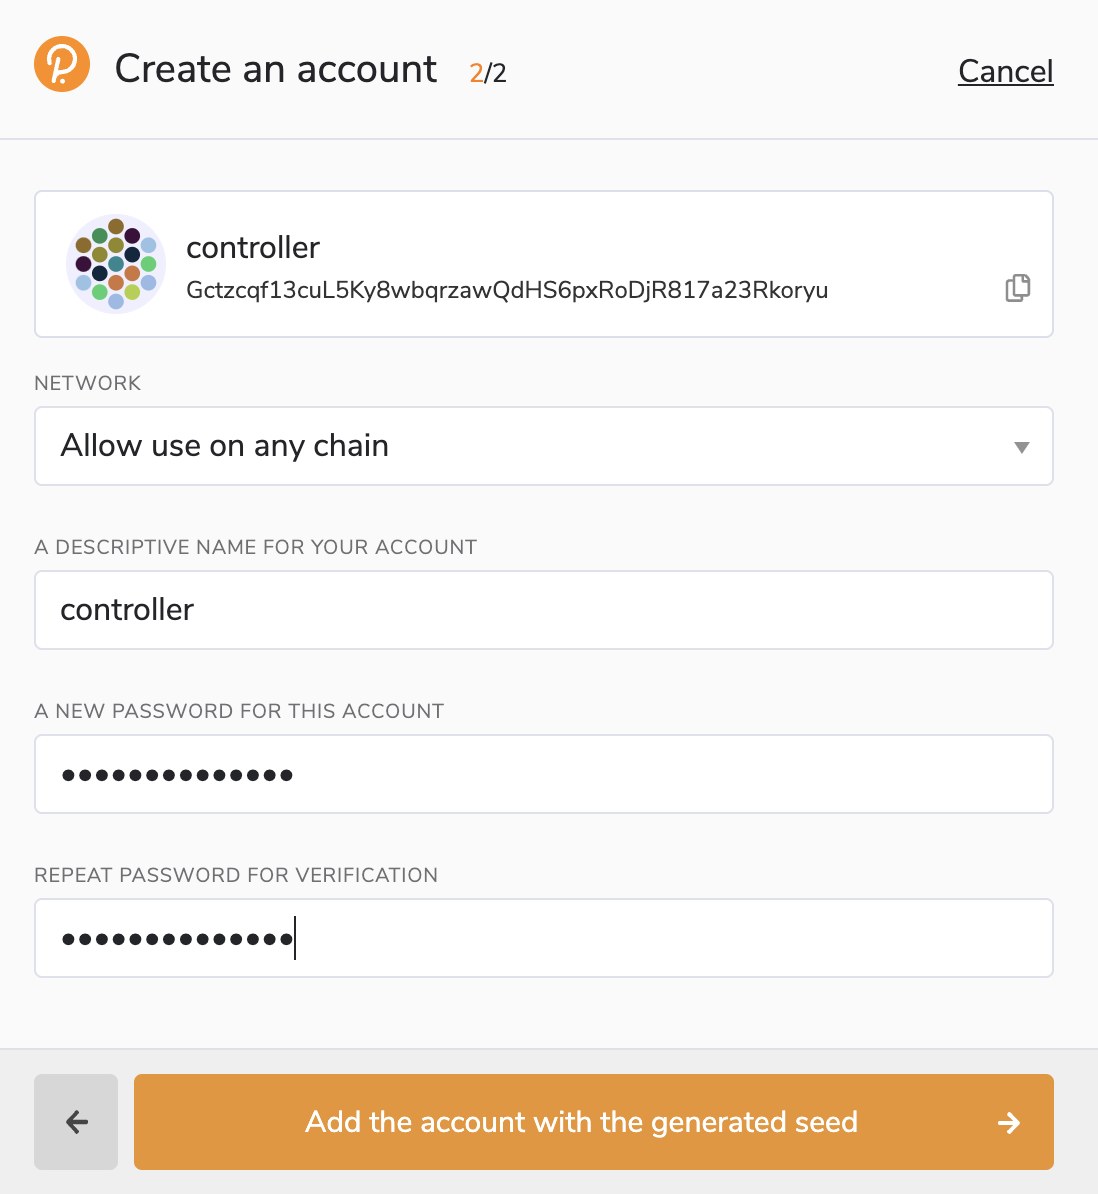 Create an account 2/2
Cancel
controller
Gctzcqf13cuL5Ky8wbqrzawQdHS6pxRoDjR817a23Rkoryu
NETWORK
Allow use on any chain
A DESCRIPTIVE NAME FOR YOUR ACCOUNT
controller
A NEW PASSWORD FOR THIS ACCOUNT
••••••••••••••
REPEAT PASSWORD FOR VERIFICATION
••••••••••••••
Add the account with the generated seed